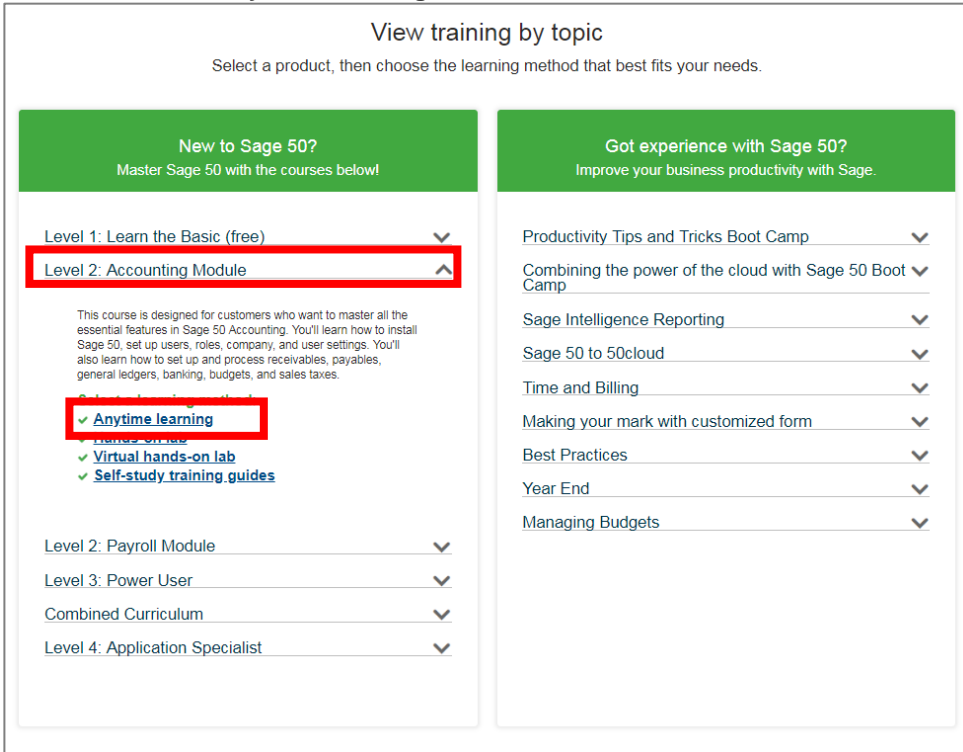 View training by topic
Select a product, then choose the learning method that best fits your needs.
New to Sage 50?
Master Sage 50 with the courses below!
Level 1: Learn the Basic (free)
Level 2: Accounting Module
This course is designed for customers who want to master all the
essential features in Sage 50 Accounting. You'll learn how to install
Sage 50, set up users, roles, company, and user settings. You'll
also learn how to set up and process receivables, payables,
general ledgers, banking, budgets, and sales taxes.
Anytime learning
Hands-on lab
Virtual hands-on lab
Self-study training guides
Level 2: Payroll Module
Level 3: Power User
Combined Curriculum
Level 4: Application Specialist
Got experience with Sage 50?
Improve your business productivity with Sage.
Productivity Tips and Tricks Boot Camp
Combining the power of the cloud with Sage 50 Boot
Camp
Sage Intelligence Reporting
Sage 50 to 50cloud
Time and Billing
Making your mark with customized form
Best Practices
Year End
Managing Budgets